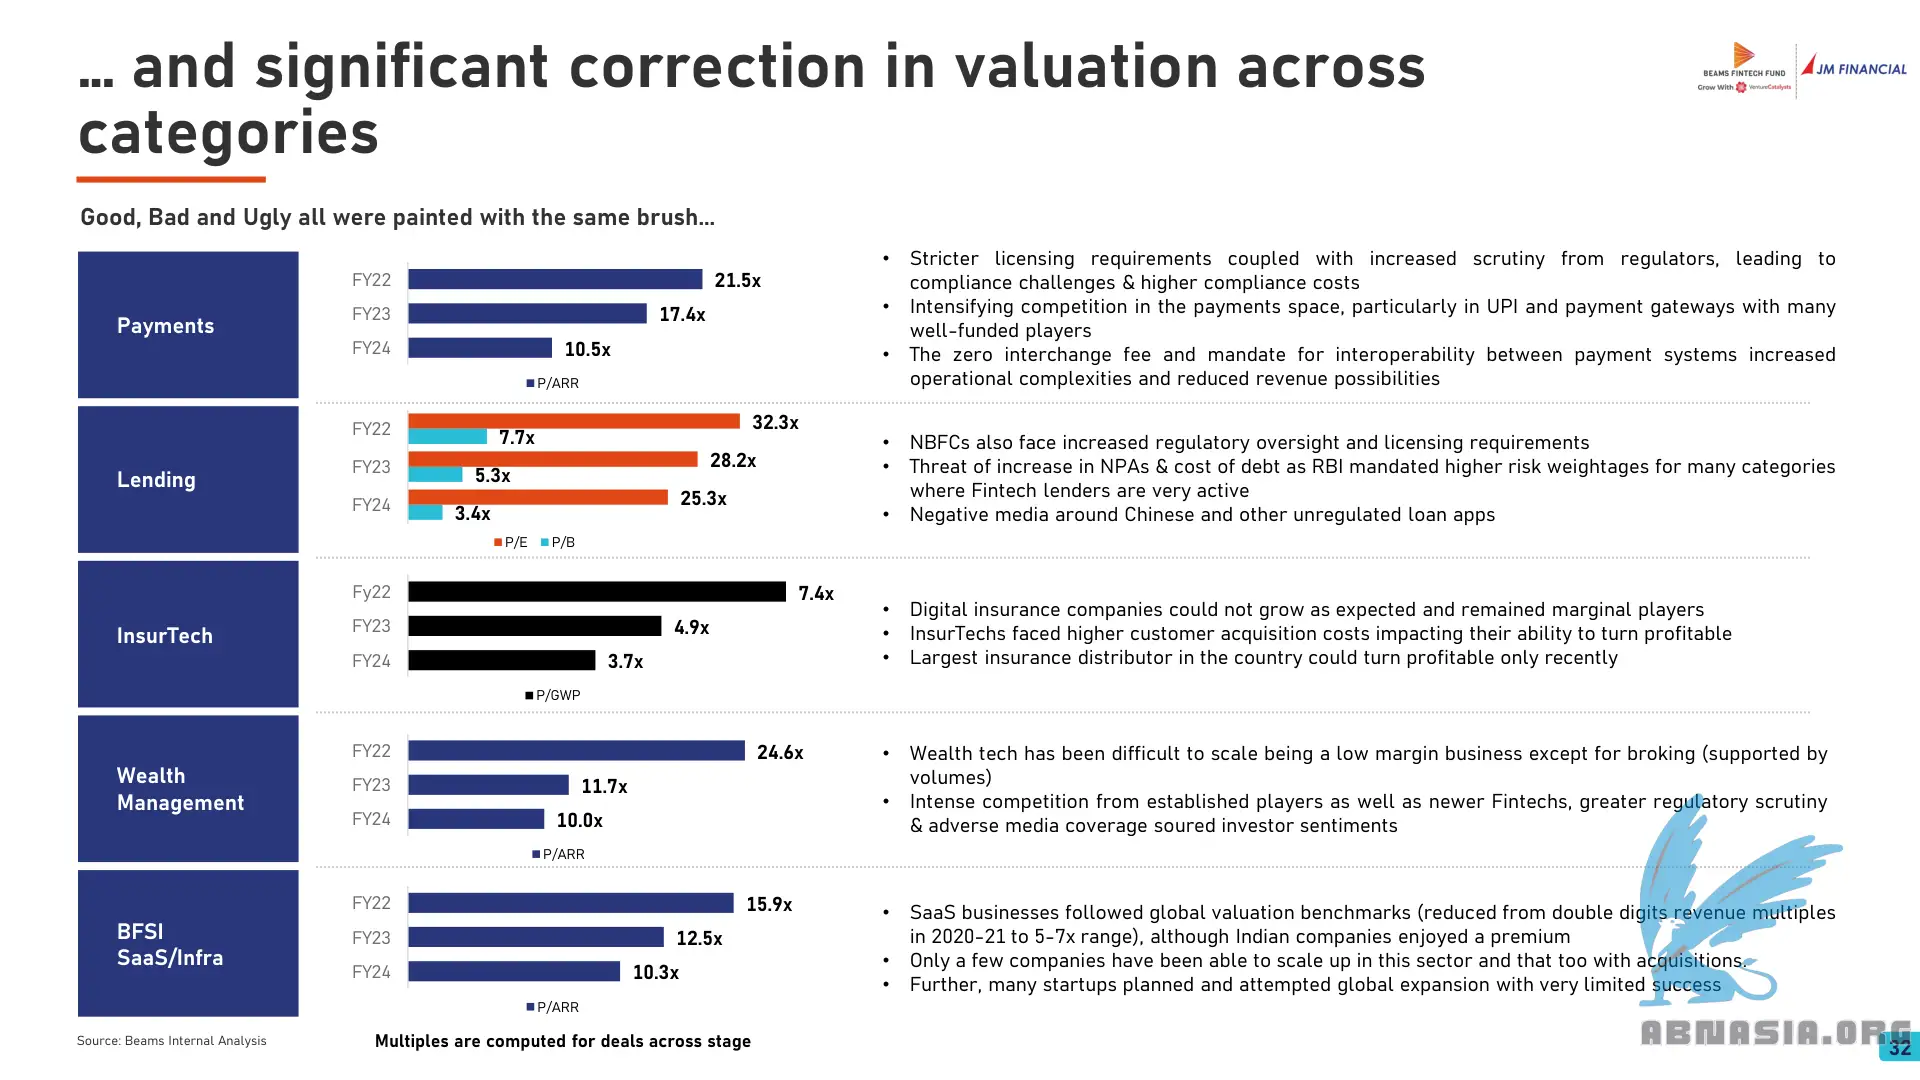 … and significant correction in valuation across
categories
BEAMS FINTECH FUND
Grow With VentureCatalysts
JM FINANCIAL
Good, Bad and Ugly all were painted with the same brush…
Payments
FY22
21.5x
FY23
17.4x
FY24
10.5x
P/ARR
• Stricter licensing requirements coupled with increased scrutiny from regulators, leading to
compliance challenges & higher compliance costs
• Intensifying competition in the payments space, particularly in UPI and payment gateways with many
well-funded players
• The zero interchange fee and mandate for interoperability between payment systems increased
operational complexities and reduced revenue possibilities
Lending
FY22
32.3x
7.7x
FY23
28.2x
5.3x
FY24
25.3x
3.4x
P/E P/B
• NBFCs also face increased regulatory oversight and licensing requirements
• Threat of increase in NPAs & cost of debt as RBI mandated higher risk weightages for many categories
where Fintech lenders are very active
• Negative media around Chinese and other unregulated loan apps
InsurTech
Fy22
7.4x
FY23
4.9x
FY24
3.7x
P/GWP
• Digital insurance companies could not grow as expected and remained marginal players
• InsurTechs faced higher customer acquisition costs impacting their ability to turn profitable
• Largest insurance distributor in the country could turn profitable only recently
Wealth
Management
FY22
24.6x
FY23
11.7x
FY24
10.0x
P/ARR
• Wealth tech has been difficult to scale being a low margin business except for broking (supported by
volumes)
• Intense competition from established players as well as newer Fintechs, greater regulatory scrutiny
& adverse media coverage soured investor sentiments
BFSI
SaaS/Infra
FY22
15.9x
FY23
12.5x
FY24
10.3x
P/ARR
• SaaS businesses followed global valuation benchmarks (reduced from double digits revenue multiples
in 2020-21 to 5-7x range), although Indian companies enjoyed a premium
• Only a few companies have been able to scale up in this sector and that too with acquisitions.
• Further, many startups planned and attempted global expansion with very limited success
Source: Beams Internal Analysis
Multiples are computed for deals across stage
ABNASIA.ORG
32